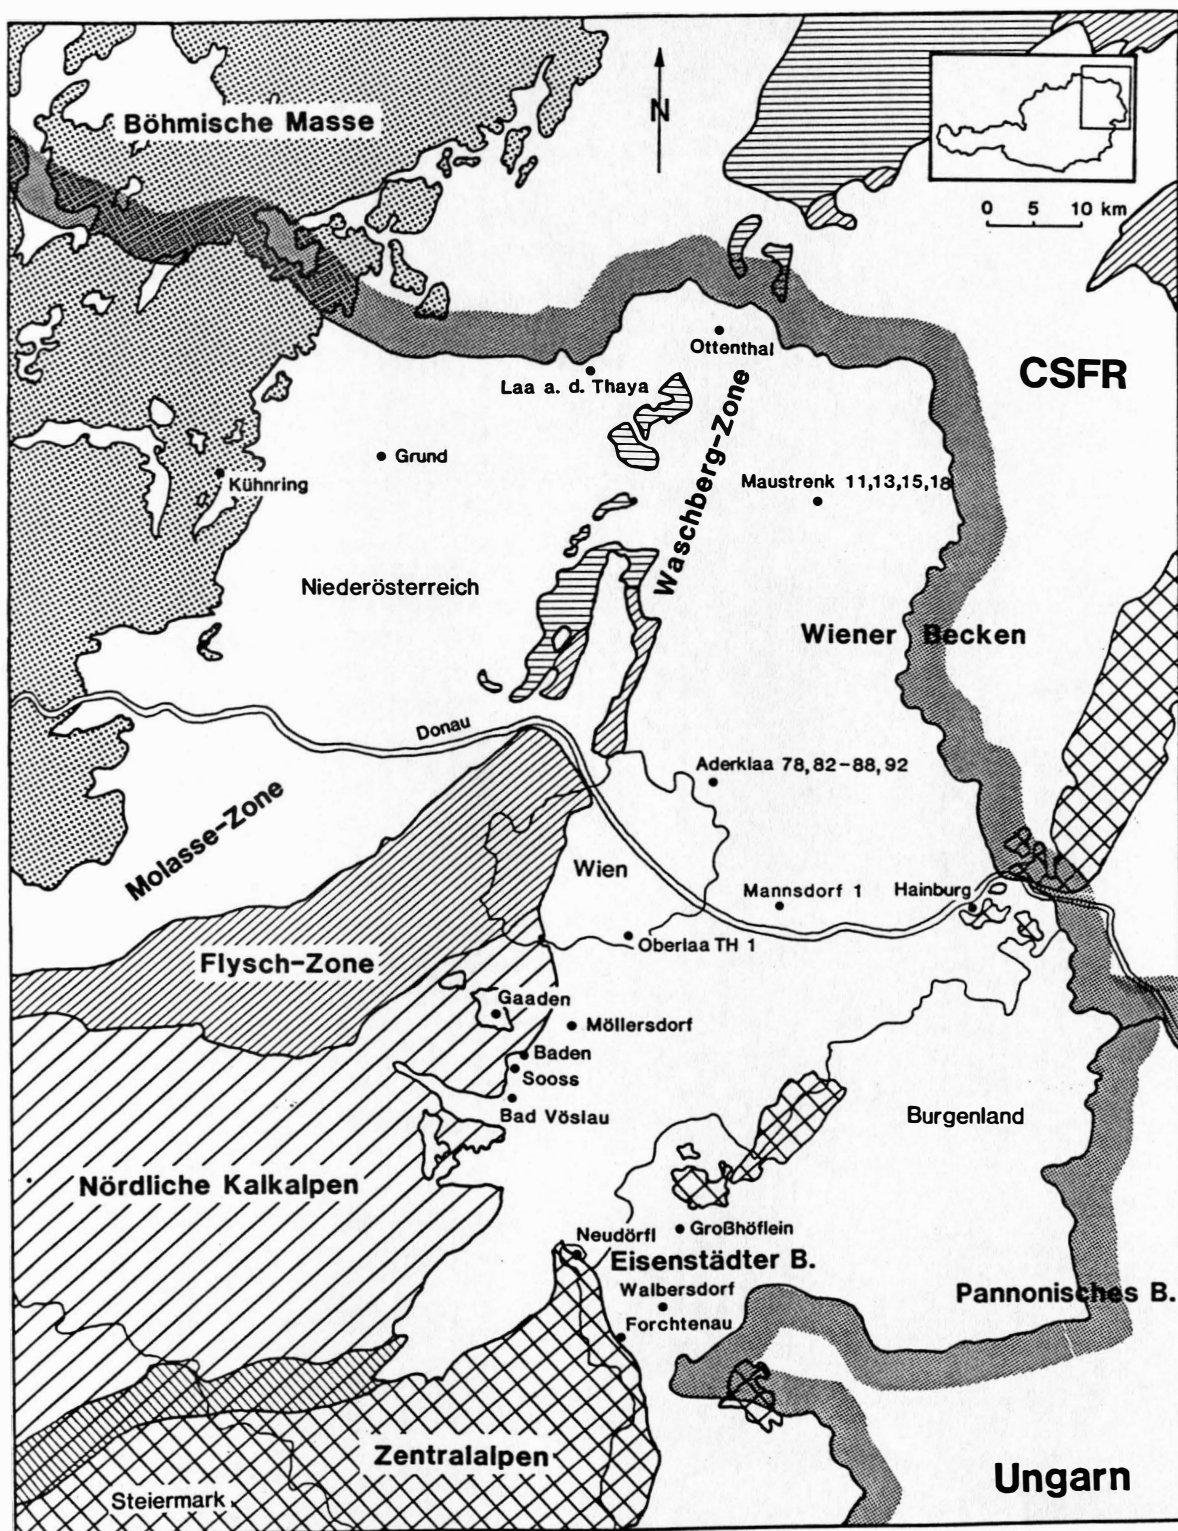 Böhmische Masse
N
0 5 10 km
Ottenthal
CSFR
Laa a. d. Thaya
Waschberg-Zone
Grund
Kühnring
Maustrenk 11,13,15,18
Niederösterreich
Wiener Becken
Donau
Aderklaa 78, 82-88, 92
Molasse-Zone
Wien
Mannsdorf 1
Hainburg
Oberlaa TH 1
Flysch-Zone
Gaaden
Möllersdorf
Baden
Sooss
Bad Vöslau
Burgenland
Nördliche Kalkalpen
Großhöflein
Neudörfl
Eisenstädter B.
Walbersdorf
Pannonisches B.
Forchtenau
Zentralalpen
Ungarn
Steiermark